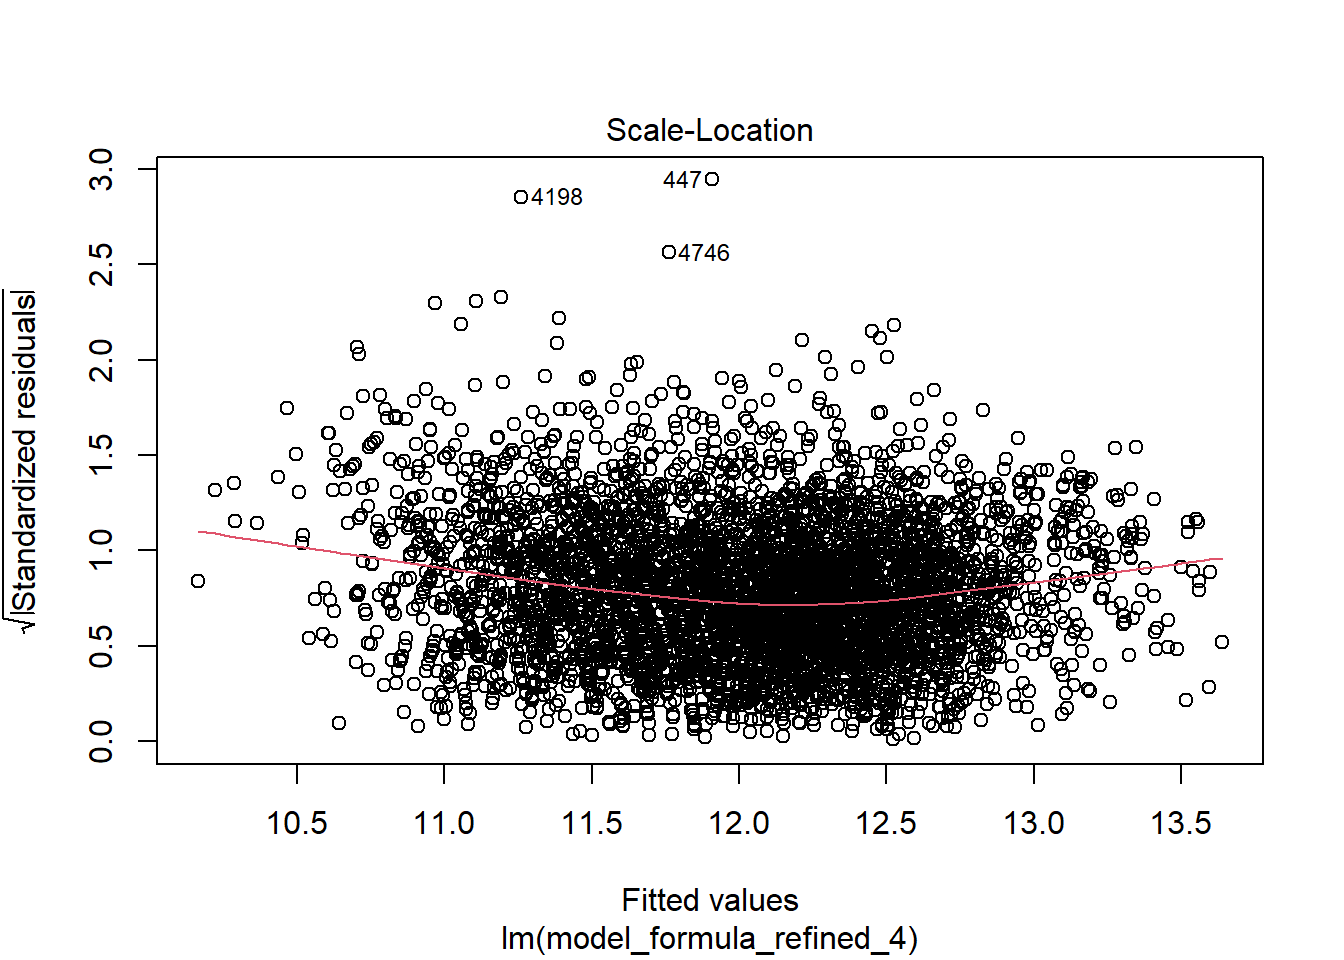 Scale-Location
√|Standardized residuals|
3.0
2.5
2.0
1.5
1.0
0.5
0.0
447
4198
4746
10.5 11.0 11.5 12.0 12.5 13.0 13.5
Fitted values
lm(model_formula_refined_4)